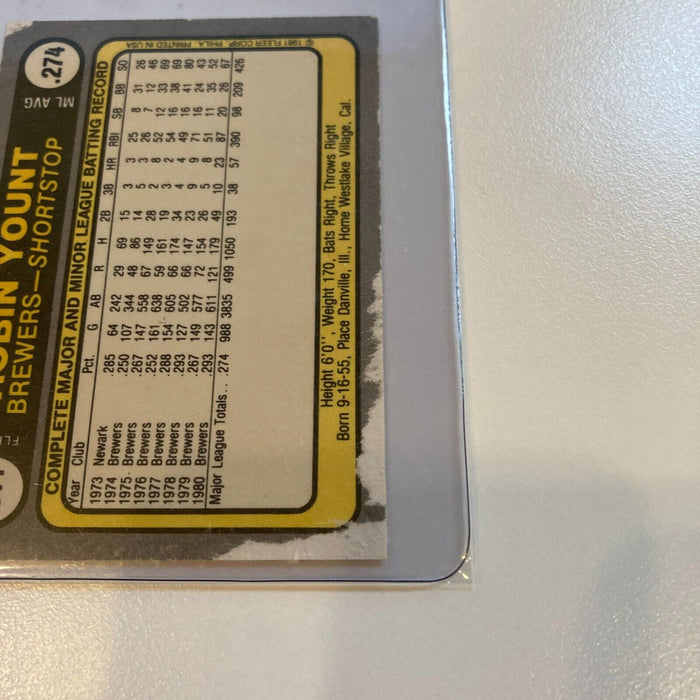 .274
ML AVG
ROBIN YOUNT
BREWERS—SHORTSTOP
COMPLETE MAJOR AND MINOR LEAGUE BATTING RECORD
Year Club Pct. G AB R H 2B 3B HR RBI SB BB SO
1973 Newark .285 64 242 29 69 15 3 3 25 8 31 26
1974 Brewers .250 107 344 48 86 14 5 3 26 7 12 46
1975 Brewers .267 147 558 67 149 28 2 8 52 12 33 69
1976 Brewers .252 161 638 59 161 19 3 2 54 16 38 69
1977 Brewers .288 154 605 66 174 34 4 4 49 16 41 80
1978 Brewers .293 127 502 66 147 23 9 9 71 16 24 43
1979 Brewers .267 149 577 72 154 26 5 8 51 11 35 52
1980 Brewers .293 143 611 121 179 49 10 23 87 20 26 67
Major League Totals . . .274 988 3835 499 1050 193 38 57 390 98 209 426
Height 6'0", Weight 170, Bats Right, Throws Right
Born 9-16-55, Place Danville, Ill., Home Westlake Village, Cal.
© 1981 FLEER CORP., PHILA. PRINTED IN USA